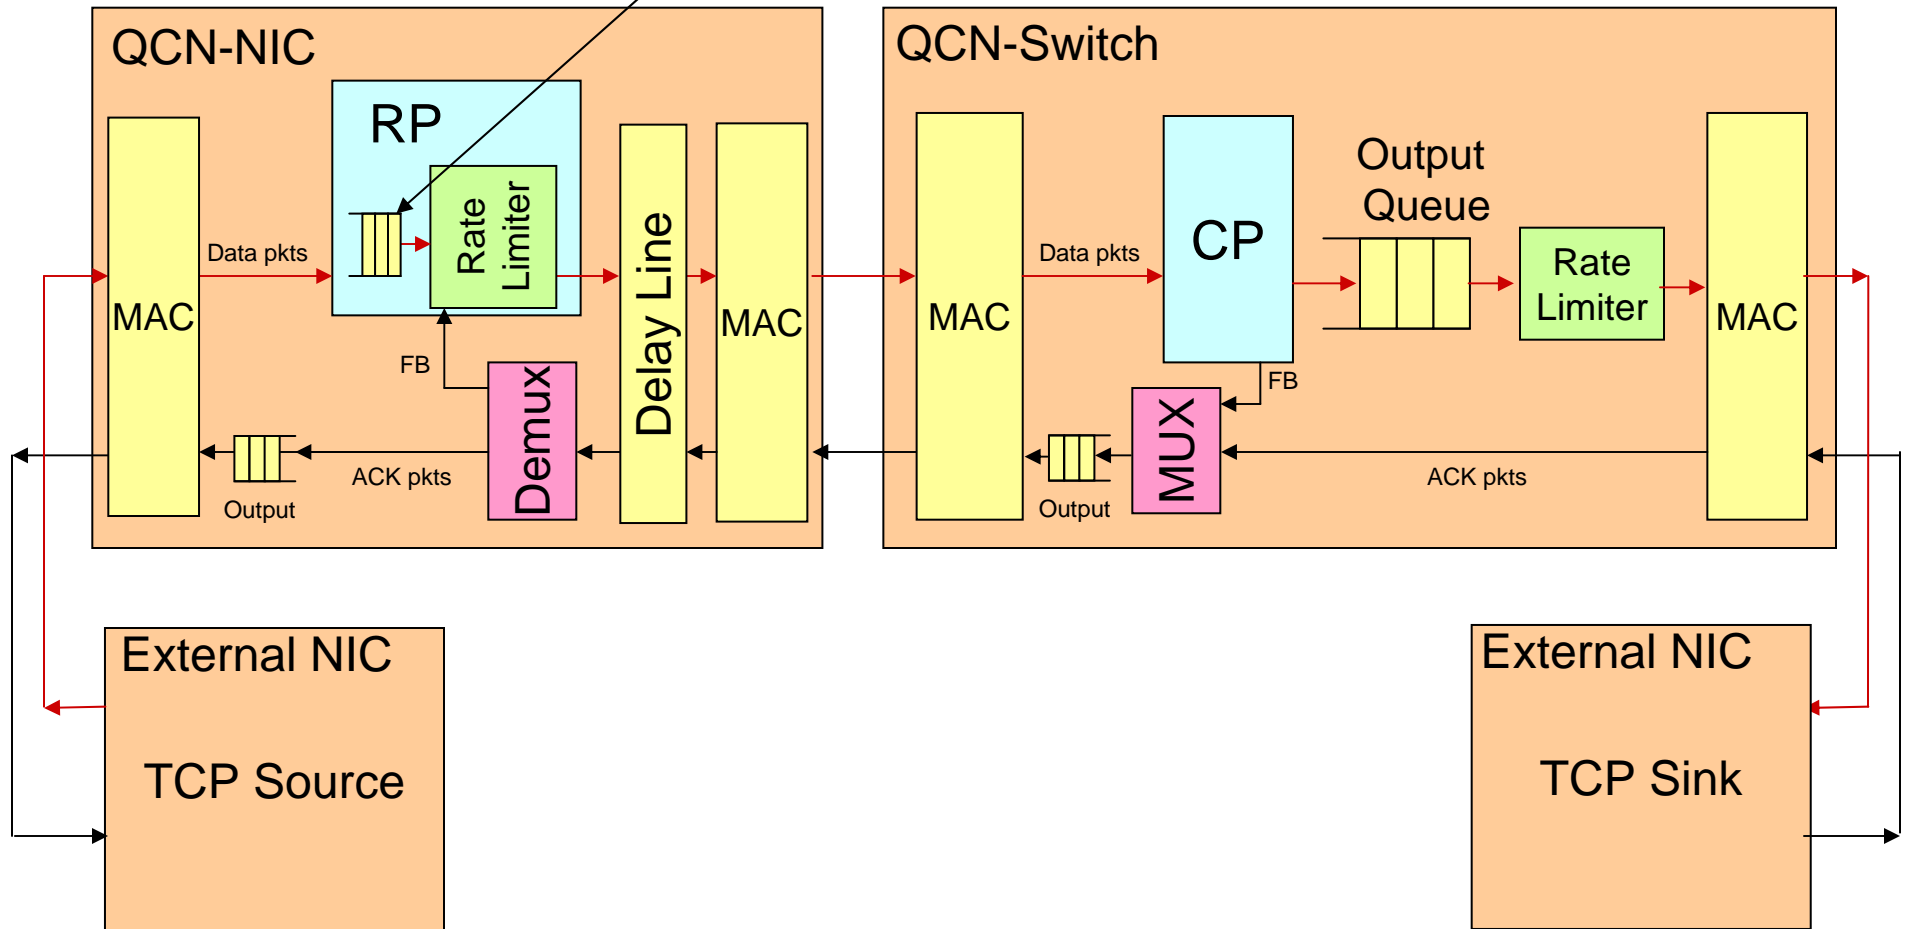 QCN-NIC
RP
Rate
Limiter
MAC
Data pkts
Delay Line
MAC
FB
Demux
ACK pkts
Output
QCN-Switch
MAC
Data pkts
CP
Output
Queue
Rate
Limiter
MAC
FB
MUX
ACK pkts
Output
External NIC
TCP Source
External NIC
TCP Sink